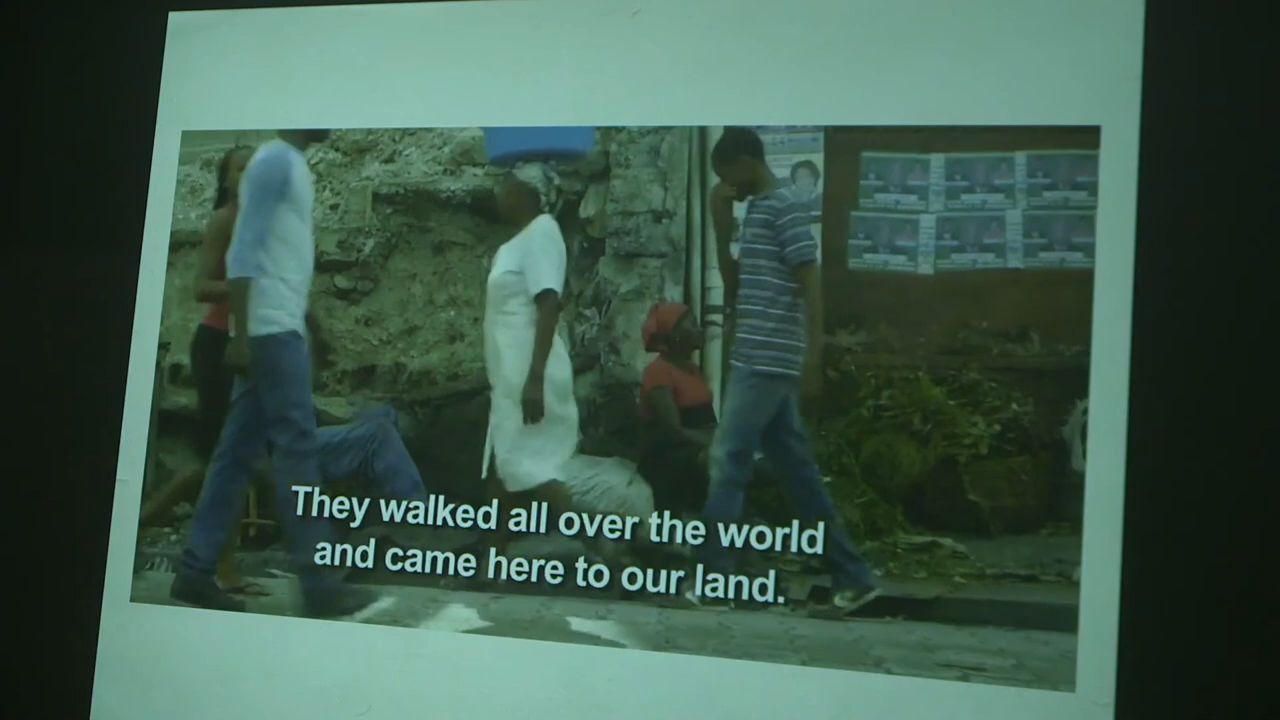 They walked all over the world
and came here to our land.